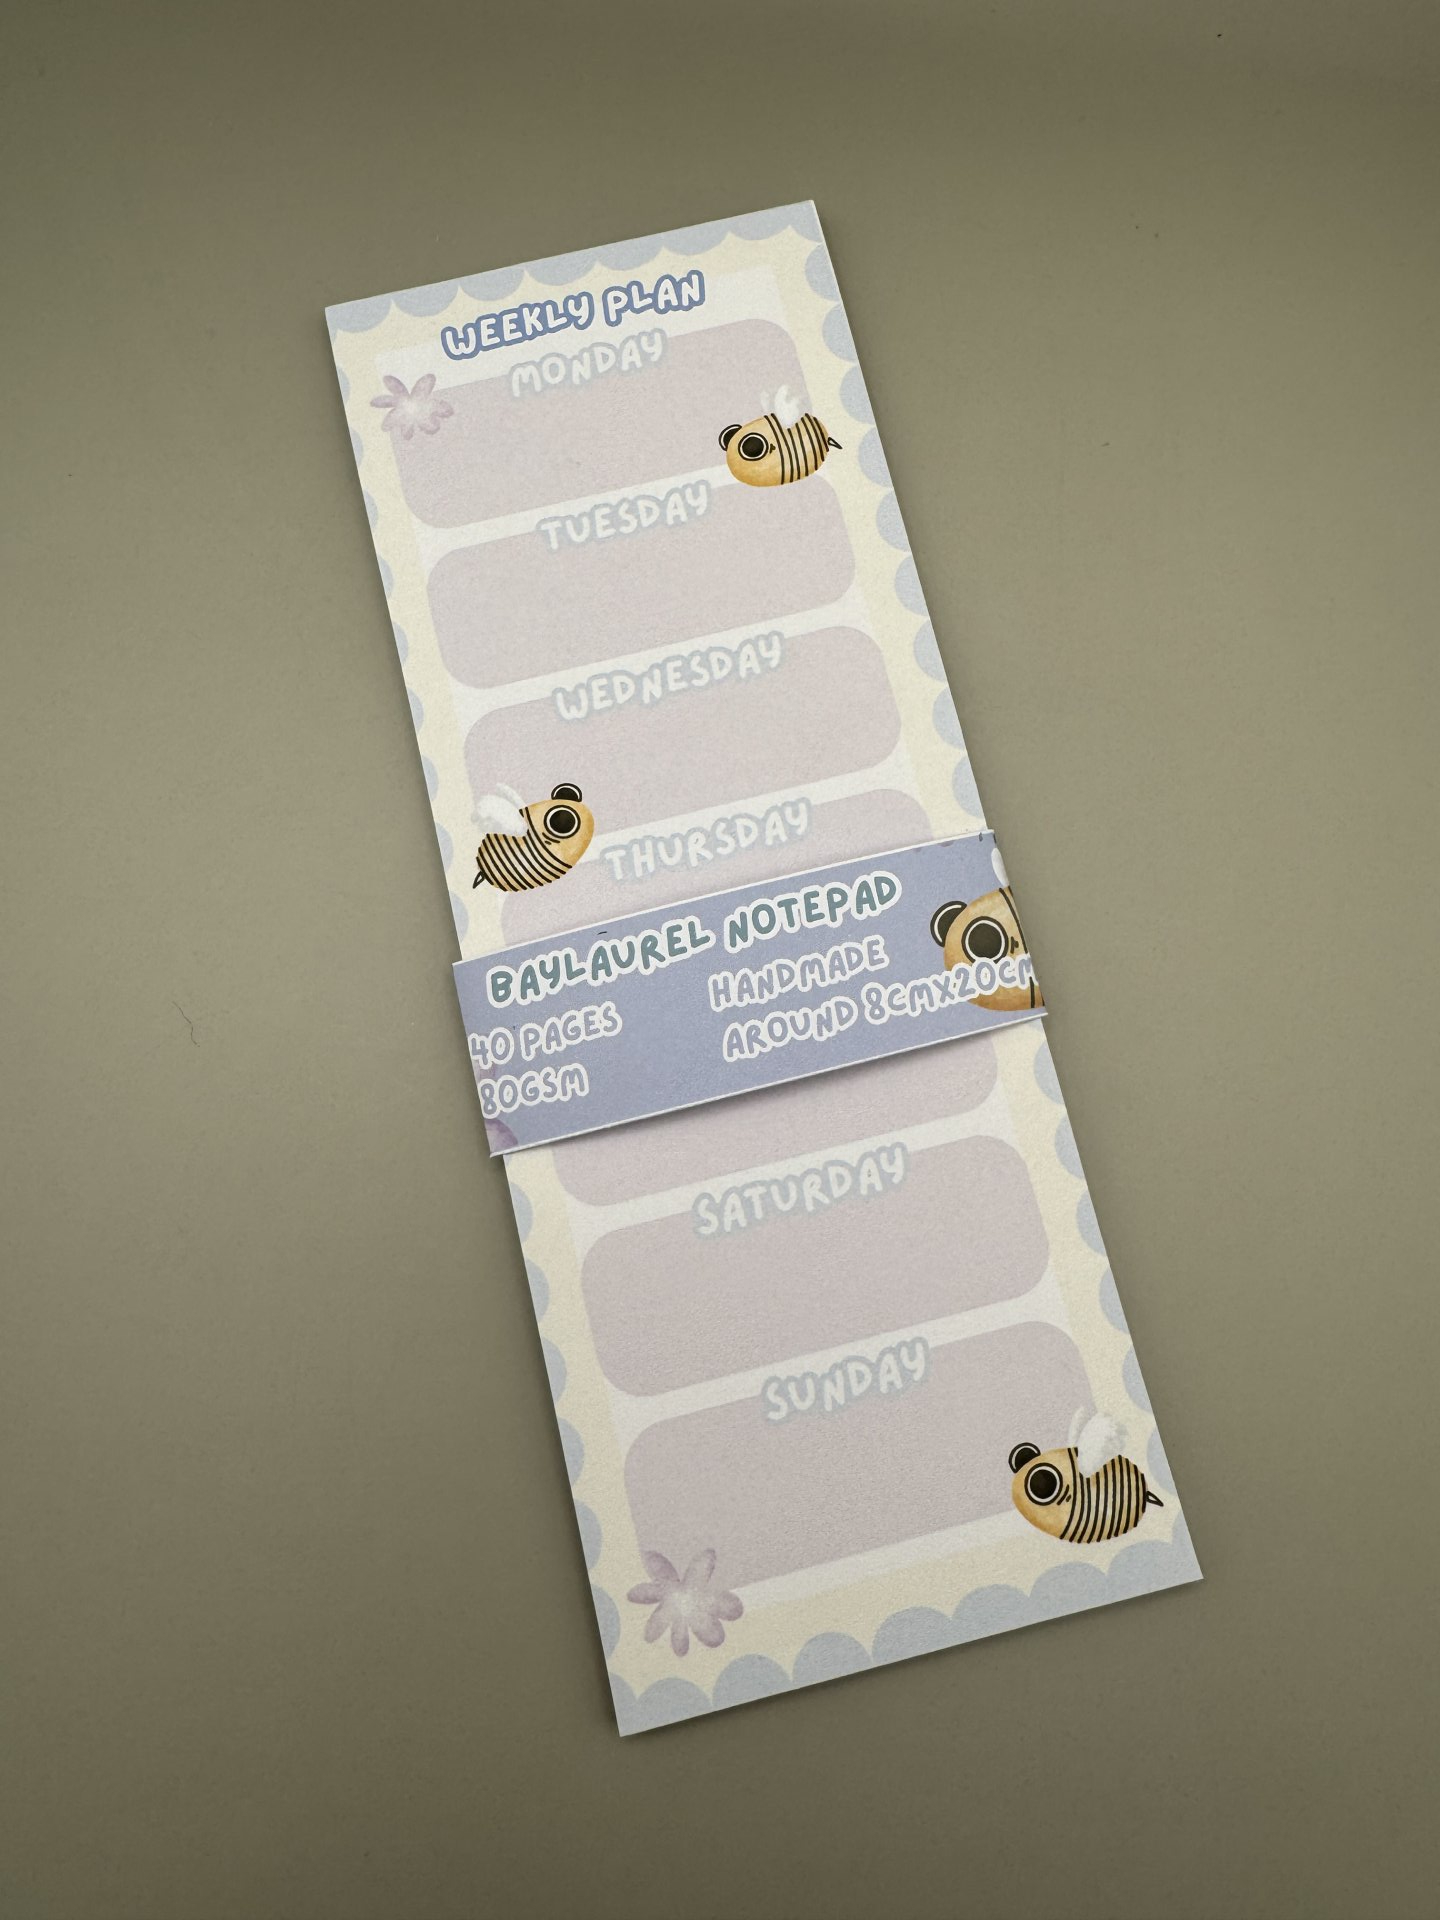 WEEKLY PLAN
MONDAY
TUESDAY
WEDNESDAY
THURSDAY
BAYLAUREL NOTEPAD
40 PAGES
80GSM
HANDMADE
AROUND 8CMX20CM
SATURDAY
SUNDAY